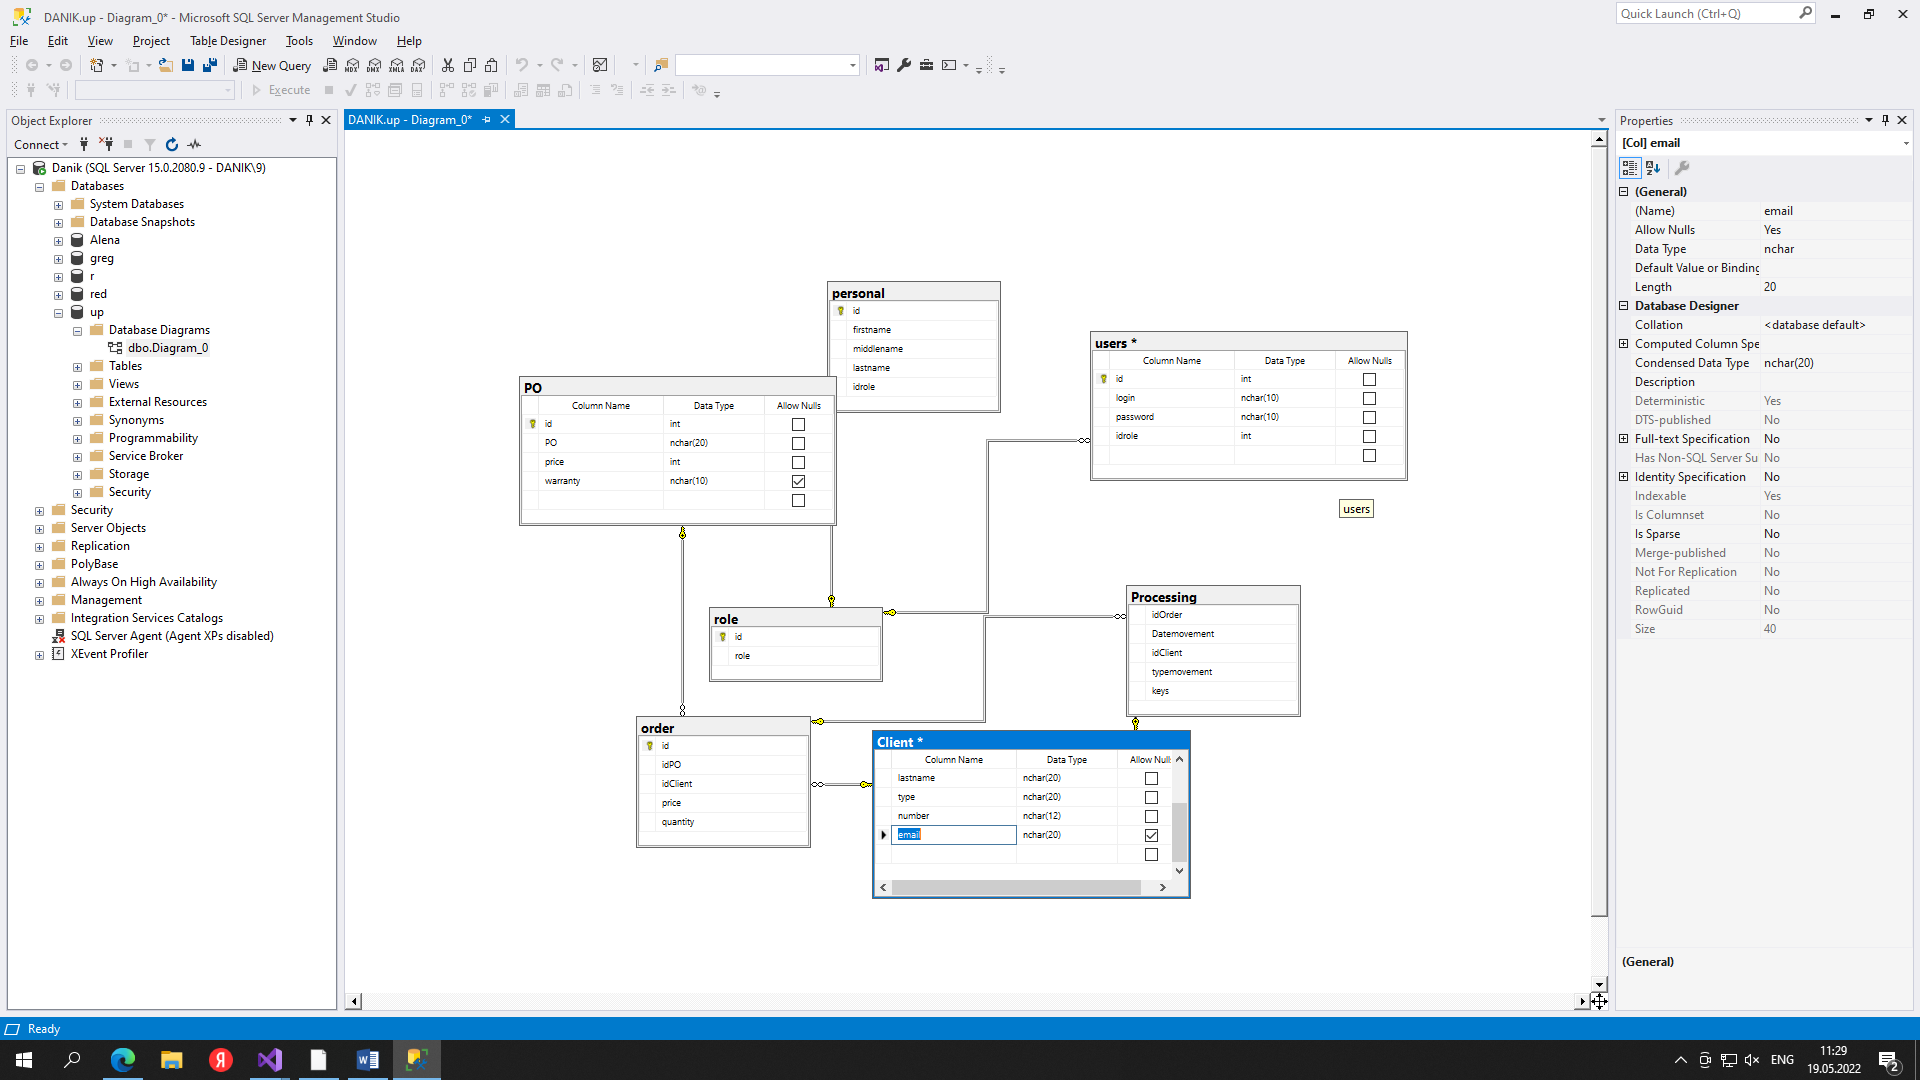 DANIK.up - Diagram_0* - Microsoft SQL Server Management Studio
Quick Launch (Ctrl+Q)
File Edit View Project Table Designer Tools Window Help
New Query
MDX DMX XMLA DAX
Execute
Object Explorer
Connect
Danik (SQL Server 15.0.2080.9 - DANIK\9)
Databases
System Databases
Database Snapshots
Alena
greg
r
red
up
Database Diagrams
dbo.Diagram_0
Tables
Views
External Resources
Synonyms
Programmability
Service Broker
Storage
Security
Security
Server Objects
Replication
PolyBase
Always On High Availability
Management
Integration Services Catalogs
SQL Server Agent (Agent XPs disabled)
XEvent Profiler
DANIK.up - Diagram_0*
personal
id
firstname
middlename
lastname
idrole
users *
Column Name Data Type Allow Nulls
id int
login nchar(10)
password nchar(10)
idrole int
users
PO
Column Name Data Type Allow Nulls
id int
PO nchar(20)
price int
warranty nchar(10)
role
id
role
Processing
idOrder
Datemovement
idClient
typemovement
keys
order
id
idPO
idClient
price
quantity
Client *
Column Name Data Type Allow Null
lastname nchar(20)
type nchar(20)
number nchar(12)
email nchar(20)
Properties
[Col] email
(General)
(Name) email
Allow Nulls Yes
Data Type nchar
Default Value or Binding
Length 20
Database Designer
Collation <database default>
Computed Column Spe
Condensed Data Type nchar(20)
Description
Deterministic Yes
DTS-published No
Full-text Specification No
Has Non-SQL Server Su No
Identity Specification No
Indexable Yes
Is Columnset No
Is Sparse No
Merge-published No
Not For Replication No
Replicated No
RowGuid No
Size 40
(General)
Ready
Я
ENG
11:29
19.05.2022
2